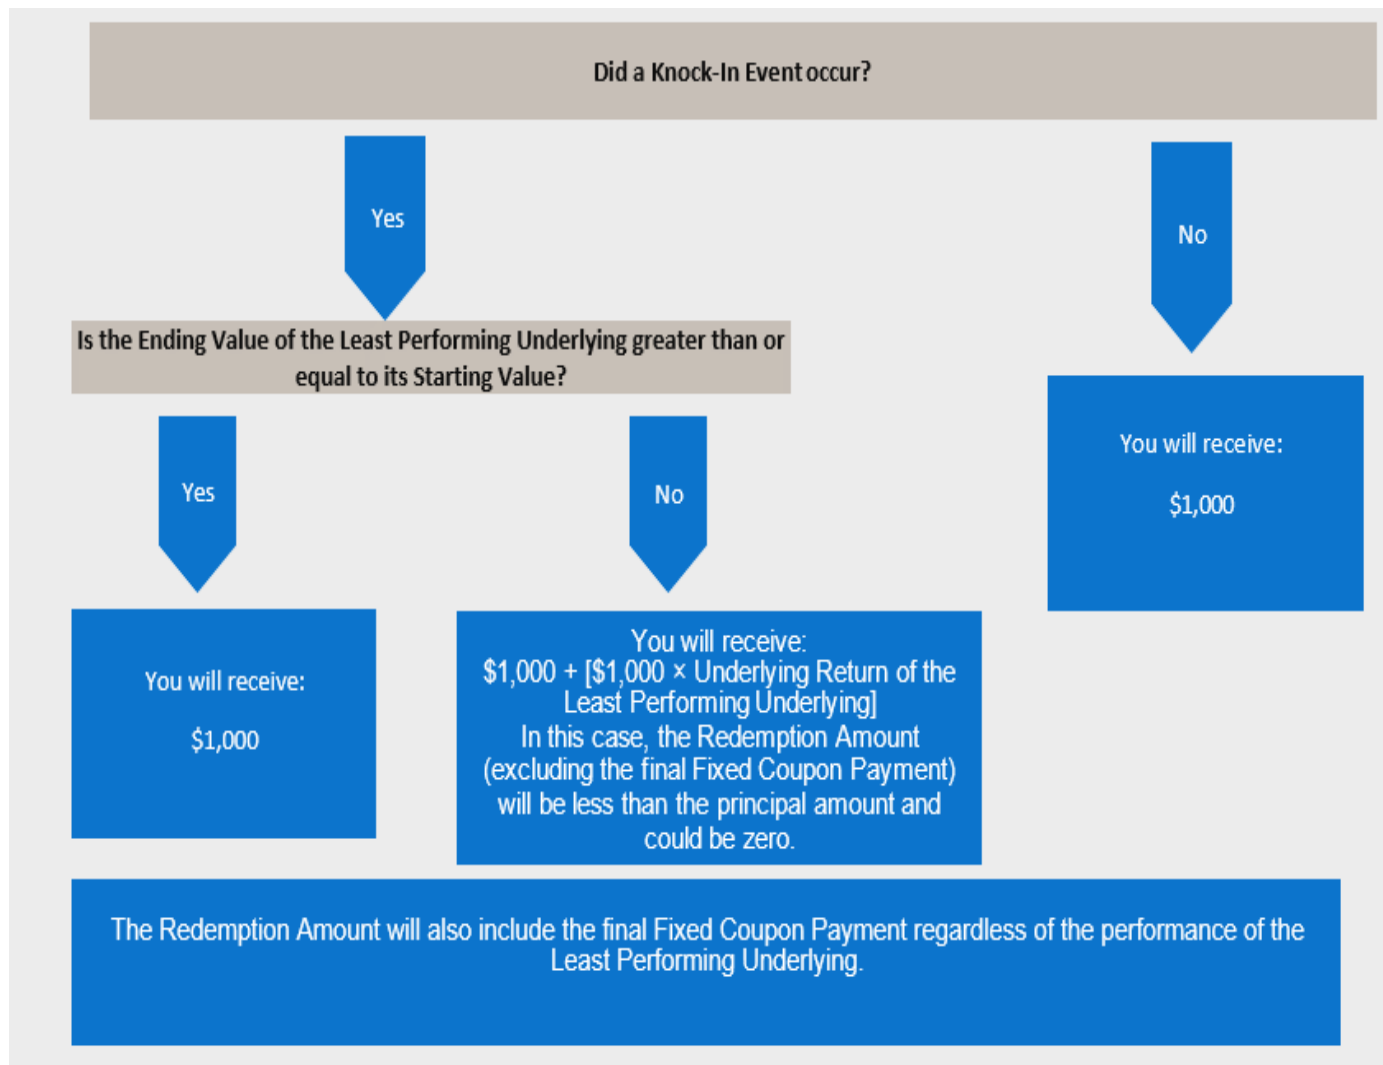 Did a Knock-In Event occur?
Yes
No
Is the Ending Value of the Least Performing Underlying greater than or
equal to its Starting Value?
Yes
No
You will receive:
$1,000
You will receive:
$1,000
You will receive:
$1,000 + [$1,000 × Underlying Return of the
Least Performing Underlying]
In this case, the Redemption Amount
(excluding the final Fixed Coupon Payment)
will be less than the principal amount and
could be zero.
The Redemption Amount will also include the final Fixed Coupon Payment regardless of the performance of the
Least Performing Underlying.